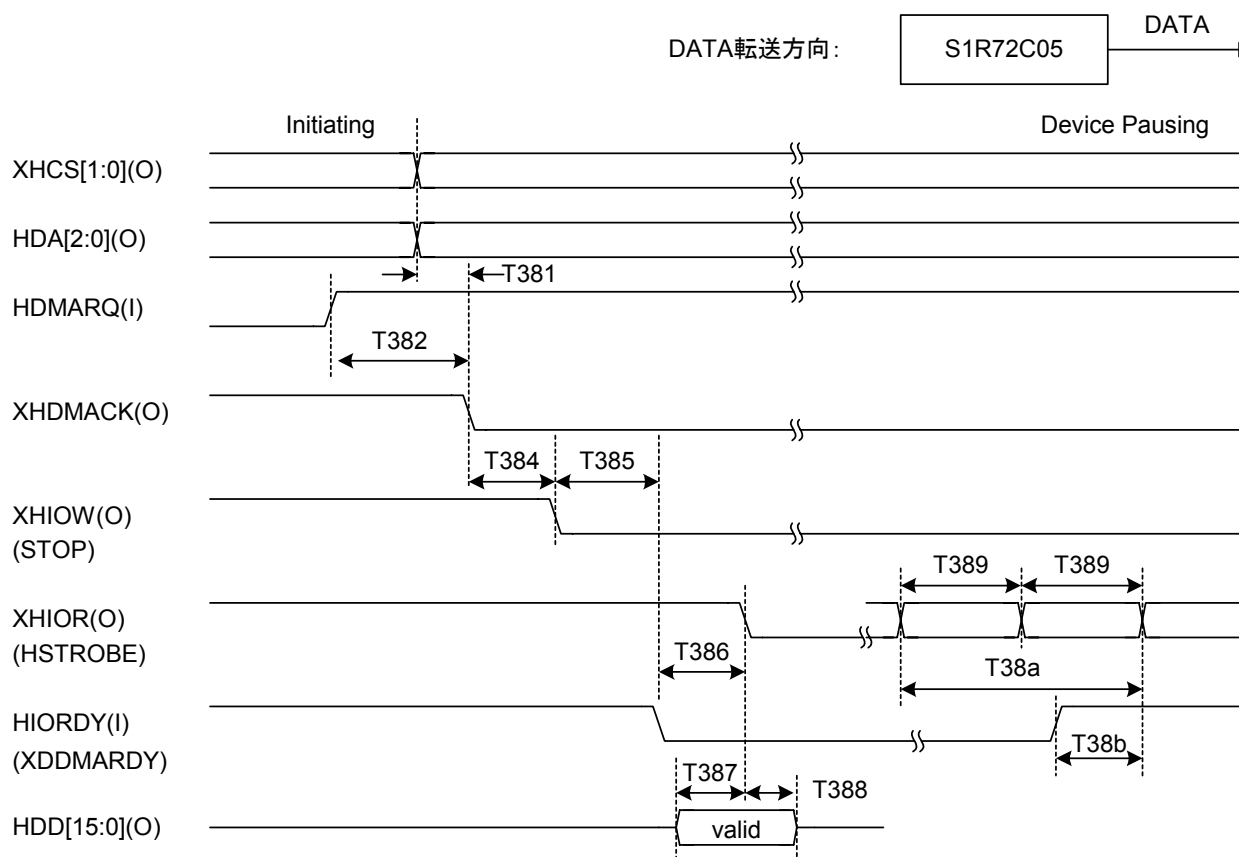 DATA転送方向:
S1R72C05
DATA
Initiating
Device Pausing
XHCS[1:0](O)
HDA[2:0](O)
T381
HDMARQ(I)
T382
XHDMACK(O)
T384
T385
XHIOW(O)
(STOP)
T389
T389
XHIOR(O)
(HSTROBE)
T386
T38a
HIORDY(I)
(XDDMARDY)
T38b
T387
T388
HDD[15:0](O)
valid